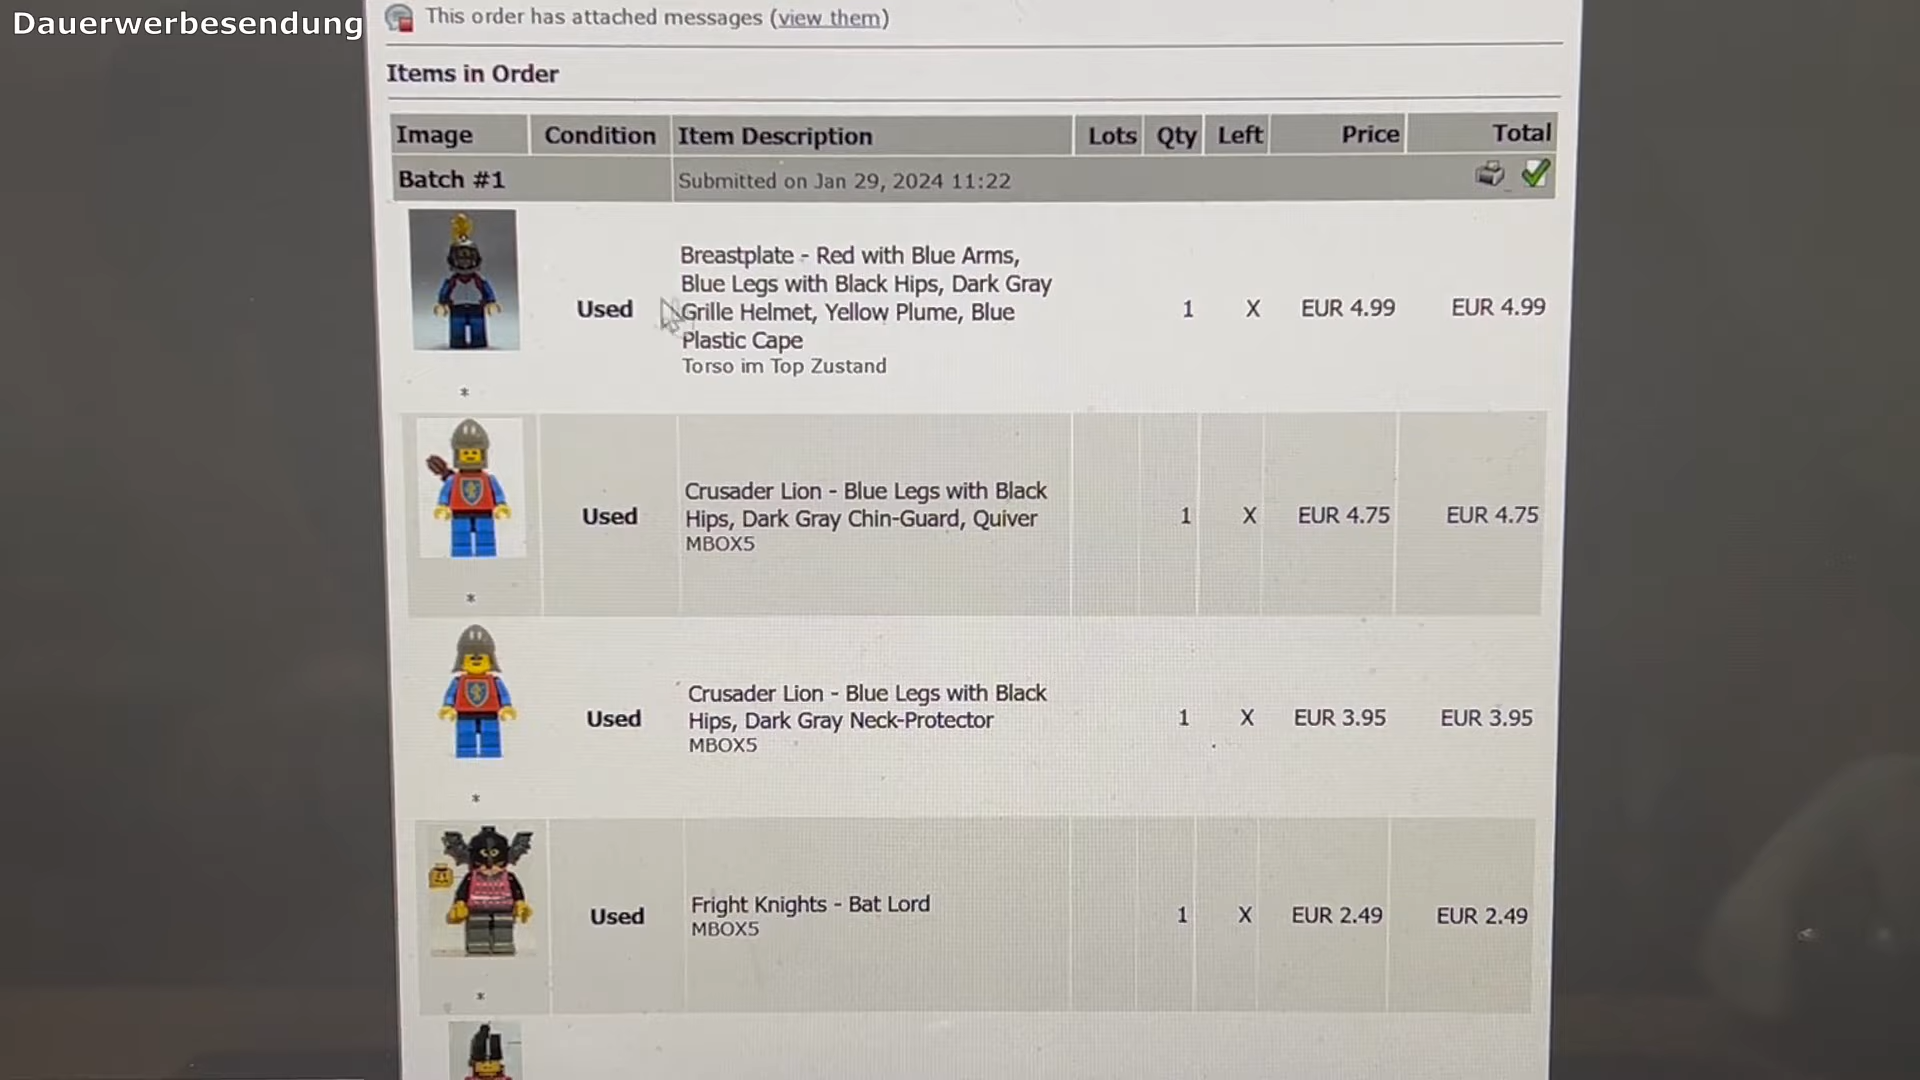 Dauerwerbesendung
This order has attached messages (view them)
Items in Order
Image Condition Item Description Lots Qty Left Price Total
Batch #1 Submitted on Jan 29, 2024 11:22
Breastplate - Red with Blue Arms,
Blue Legs with Black Hips, Dark Gray
Grille Helmet, Yellow Plume, Blue
Plastic Cape
Torso im Top Zustand
Used 1 X EUR 4.99 EUR 4.99
*
Crusader Lion - Blue Legs with Black
Hips, Dark Gray Chin-Guard, Quiver
MBOX5
Used 1 X EUR 4.75 EUR 4.75
*
Crusader Lion - Blue Legs with Black
Hips, Dark Gray Neck-Protector
MBOX5
Used 1 X EUR 3.95 EUR 3.95
*
Fright Knights - Bat Lord
MBOX5
Used 1 X EUR 2.49 EUR 2.49
*